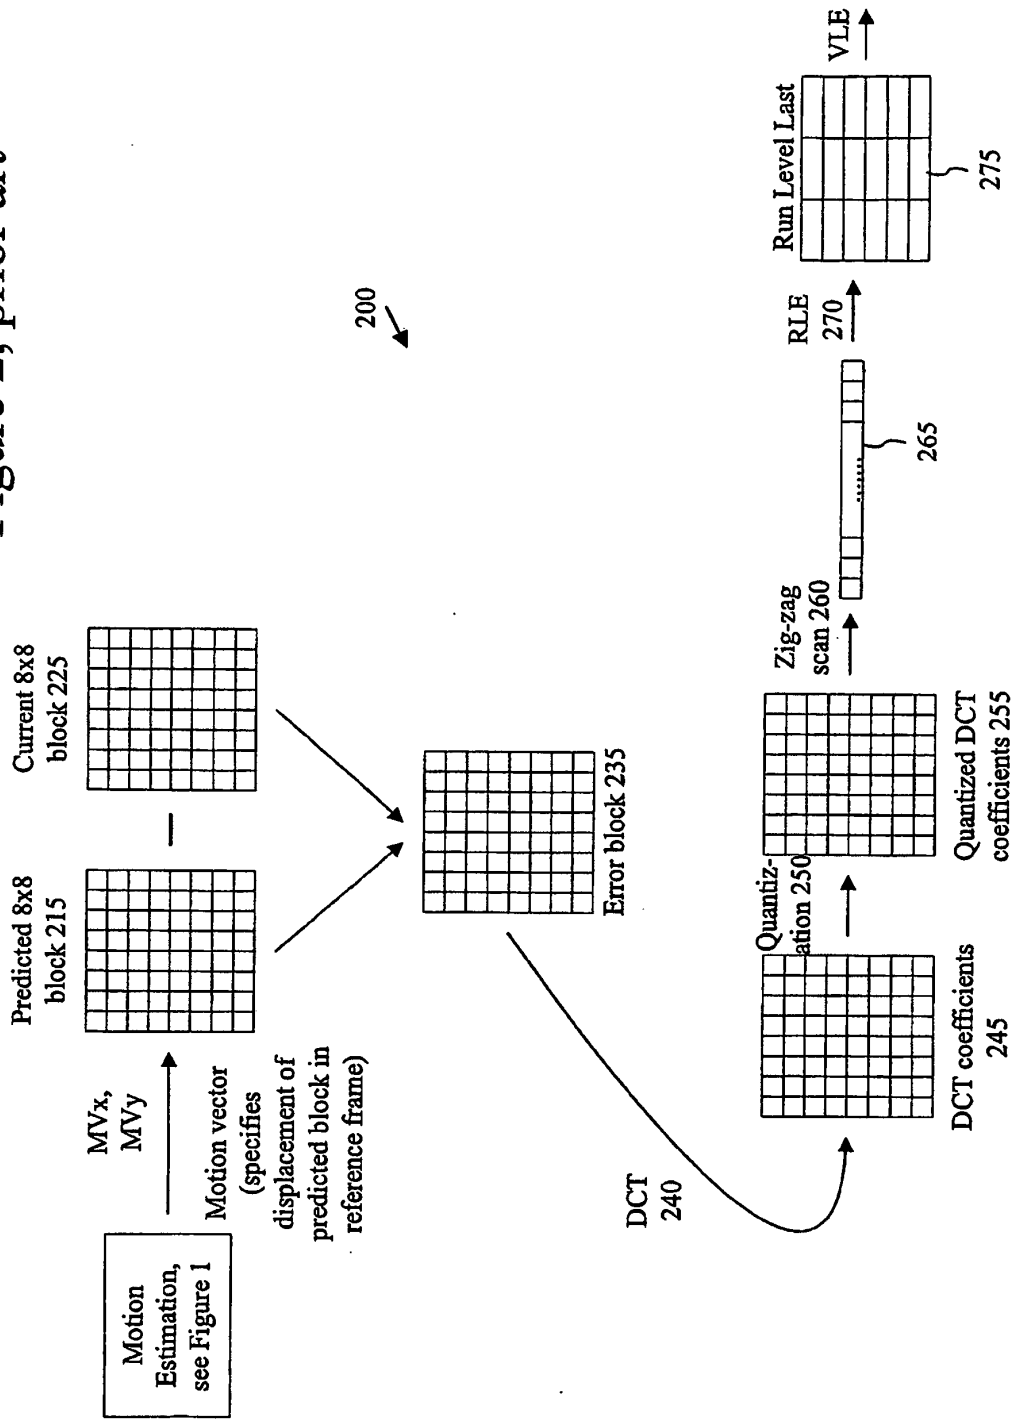 Figure 2, prior art
Motion
Estimation,
see Figure 1
MVx,
MVy
Motion vector
(specifies
displacement of
predicted block in
reference frame)
Predicted 8x8
block 215
Current 8x8
block 225
Error block 235
200
DCT
240
DCT coefficients
245
Quantiz-
ation 250
Quantized DCT
coefficients 255
Zig-zag
scan 260
265
RLE
270
Run Level Last
275
VLE